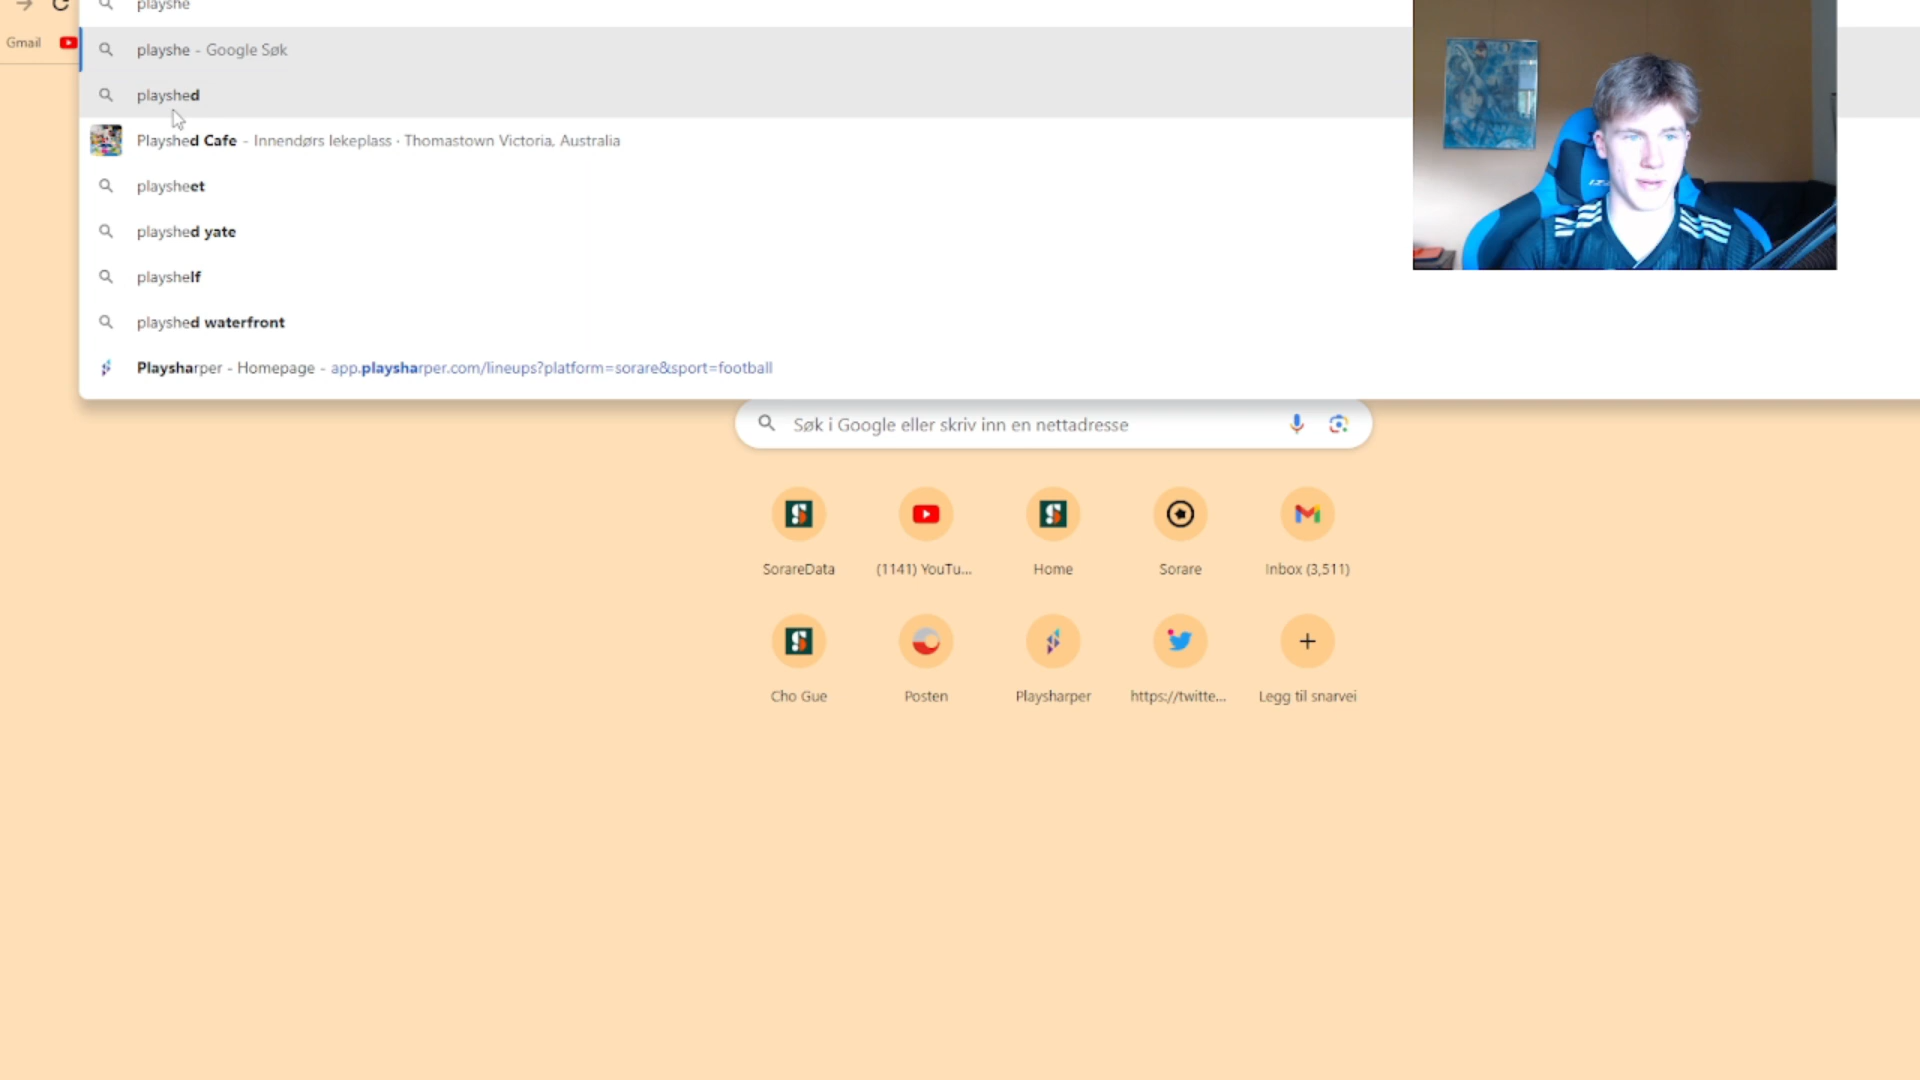 playshe
Gmail
playshe - Google Søk
playshed
Playshed Cafe - Innendørs lekeplass · Thomastown Victoria, Australia
playsheet
playshed yate
playshelf
playshed waterfront
Playsharper - Homepage - app.playsharper.com/lineups?platform=sorare&sport=football
Søk i Google eller skriv inn en nettadresse
SorareData
(1141) YouTu...
Home
Sorare
Inbox (3,511)
Cho Gue
Posten
Playsharper
https://twitte...
Legg til snarvei